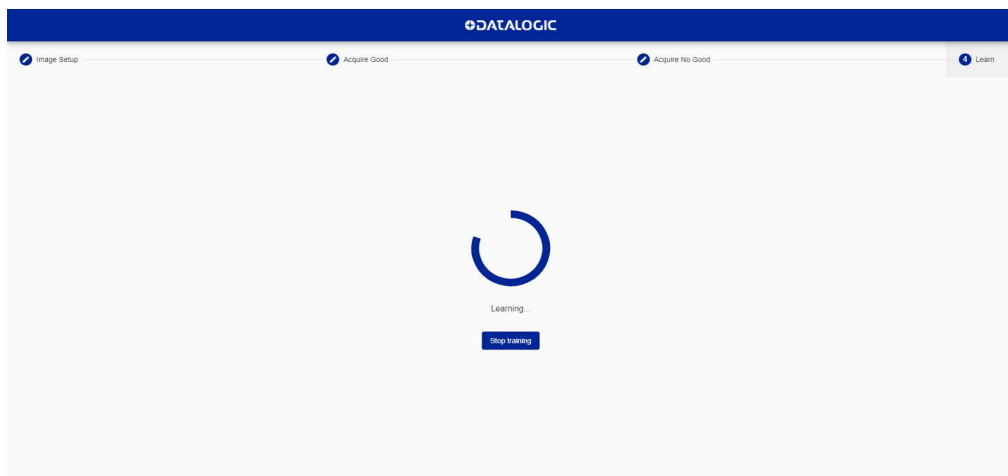 DATALOGIC
Image Setup
Acquire Good
Acquire No Good
4 Learn
Learning...
Stop training